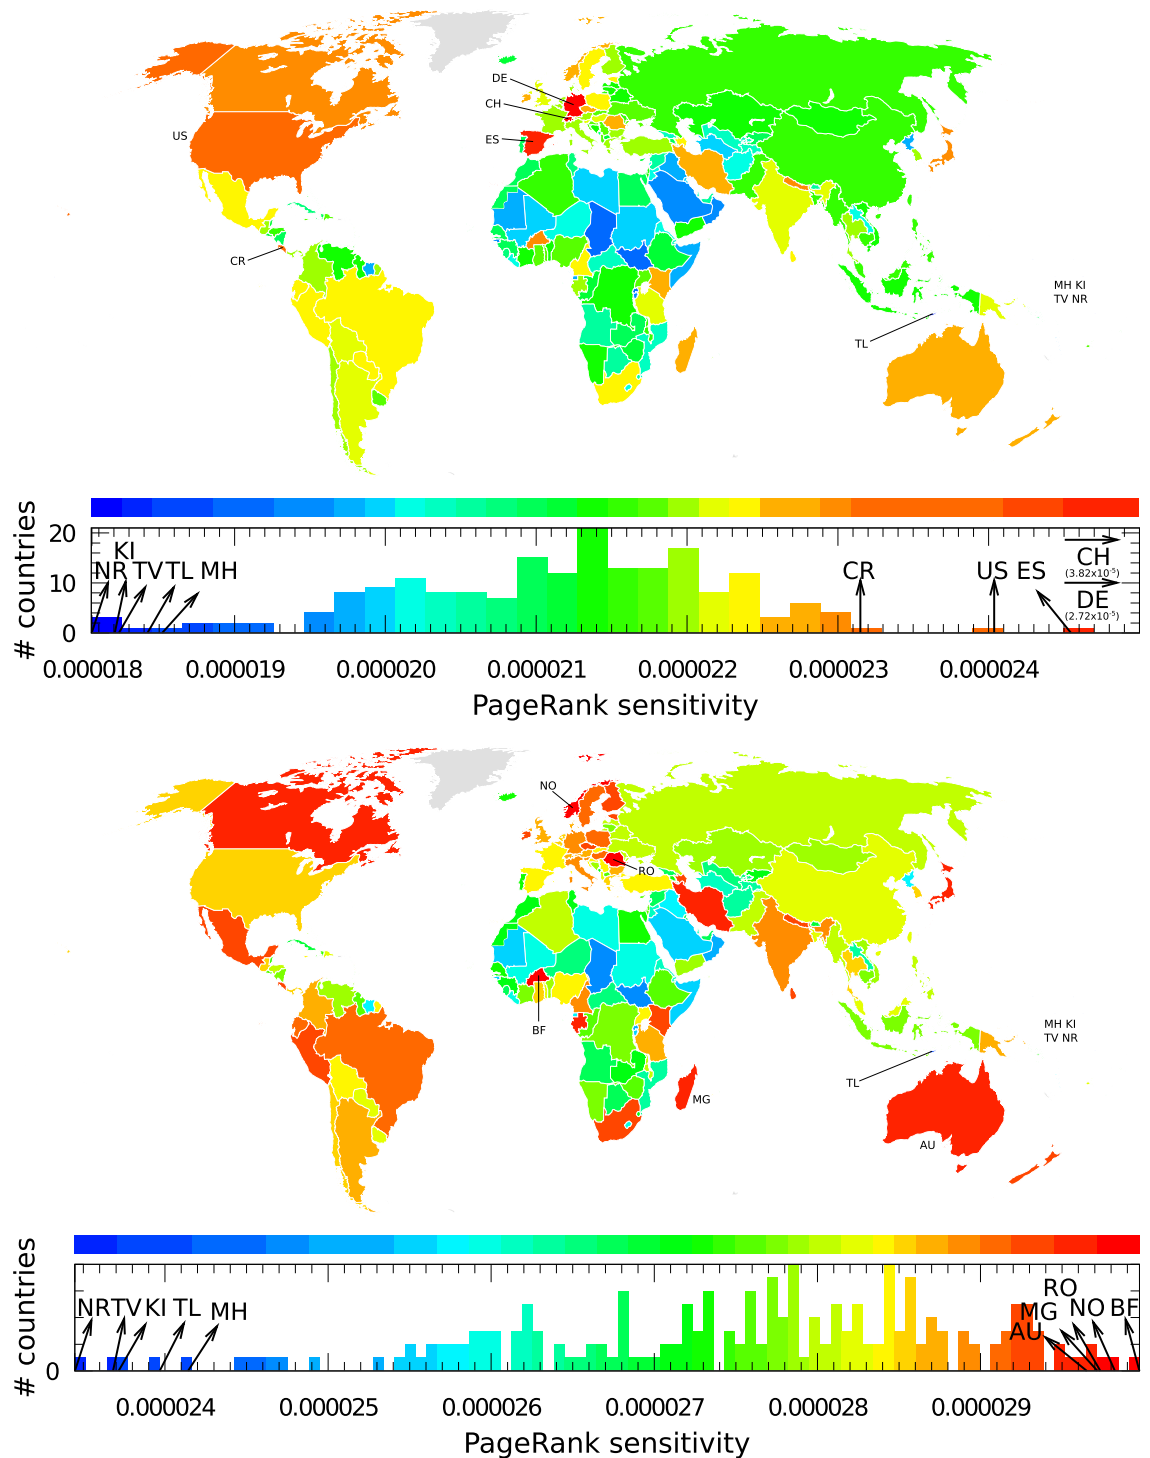 DE
CH
US
ES
CR
MH KI
TV NR
TL
# countries
20
10
0
KI
NR TV TL MH
CR
US ES
CH
(3.82x10⁻⁵)
DE
(2.72x10⁻⁵)
0.000018 0.000019 0.000020 0.000021 0.000022 0.000023 0.000024
PageRank sensitivity
NO
RO
BF
MH KI
TV NR
TL
MG
AU
# countries
0
NR TV KI TL MH
RO
MG NO BF
AU
0.000024 0.000025 0.000026 0.000027 0.000028 0.000029
PageRank sensitivity